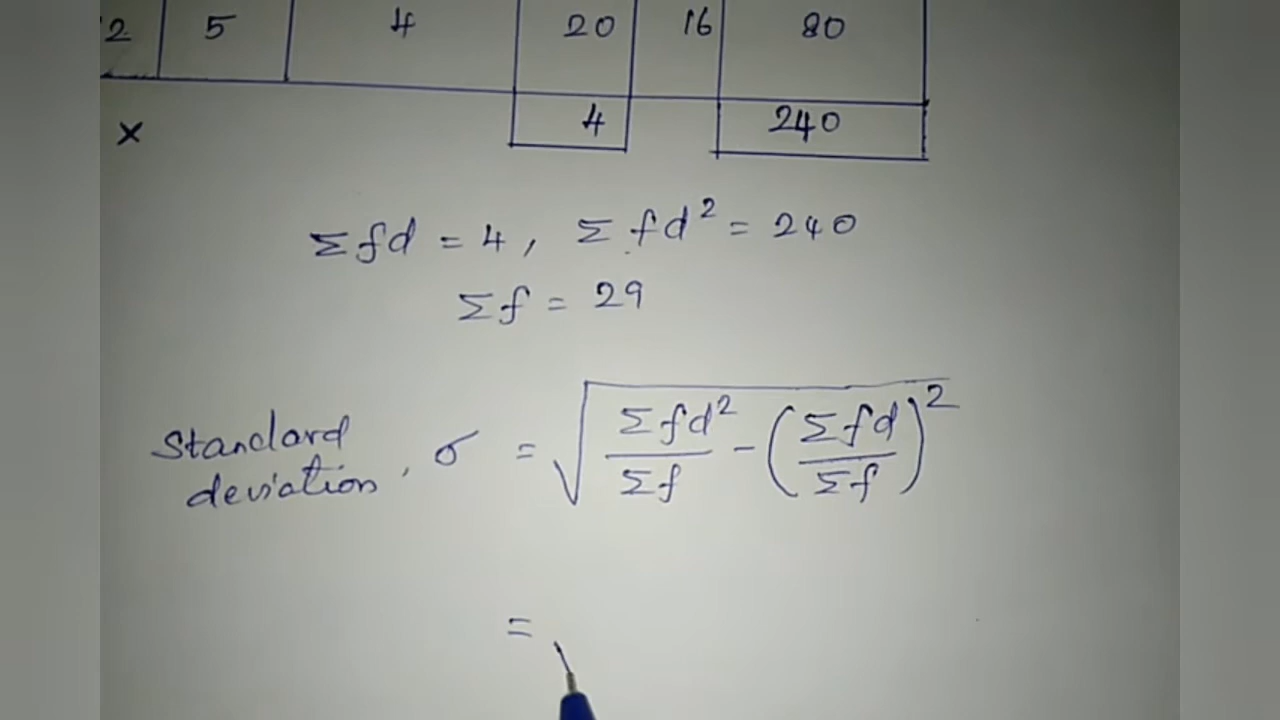 2 5 4 20 16 80
× 4 240
Σfd = 4, Σfd² = 240
Σf = 29
Standard deviation, σ = √(Σfd²/Σf - (Σfd/Σf)²)
=